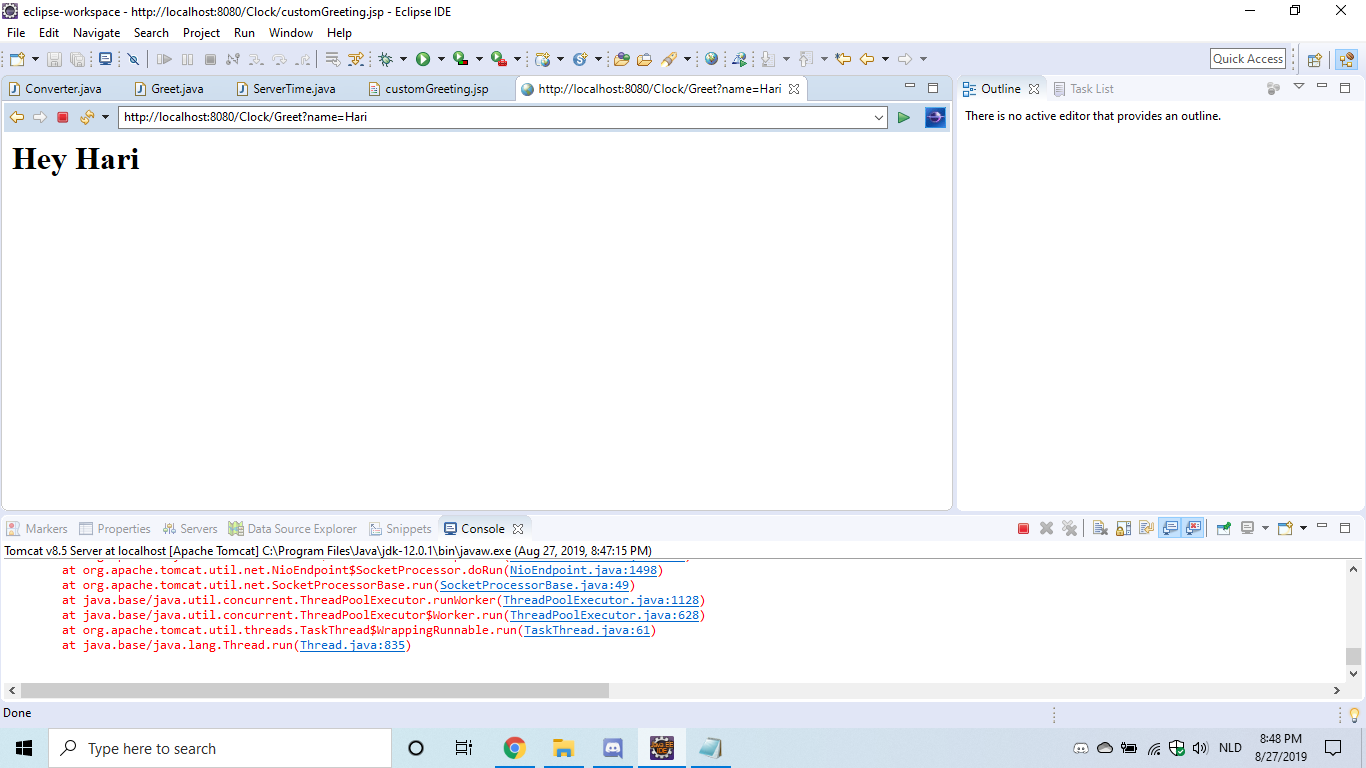 eclipse-workspace - http://localhost:8080/Clock/customGreeting.jsp - Eclipse IDE
File Edit Navigate Search Project Run Window Help
Quick Access
Converter.java Greet.java ServerTime.java customGreeting.jsp http://localhost:8080/Clock/Greet?name=Hari
Outline Task List
http://localhost:8080/Clock/Greet?name=Hari
There is no active editor that provides an outline.
Hey Hari
Markers Properties Servers Data Source Explorer Snippets Console
Tomcat v8.5 Server at localhost [Apache Tomcat] C:\Program Files\Java\jdk-12.0.1\bin\javaw.exe (Aug 27, 2019, 8:47:15 PM)
at org.apache.tomcat.util.net.NioEndpoint$SocketProcessor.doRun(NioEndpoint.java:1498)
at org.apache.tomcat.util.net.SocketProcessorBase.run(SocketProcessorBase.java:49)
at java.base/java.util.concurrent.ThreadPoolExecutor.runWorker(ThreadPoolExecutor.java:1128)
at java.base/java.util.concurrent.ThreadPoolExecutor$Worker.run(ThreadPoolExecutor.java:628)
at org.apache.tomcat.util.threads.TaskThread$WrappingRunnable.run(TaskThread.java:61)
at java.base/java.lang.Thread.run(Thread.java:835)
Done
Type here to search
NLD
8:48 PM
8/27/2019